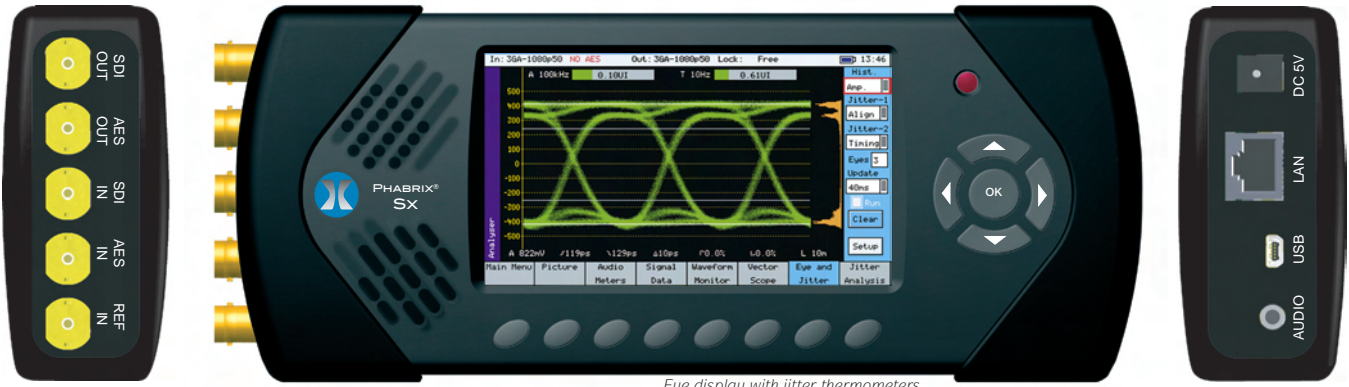 SDI OUT
AES OUT
SDI IN
AES IN
REF IN
PHABRIX®
SX
In: 3GA-1080p50 NO AES Out: 3GA-1080p50 Lock: Free 13:46
A 100kHz 0.10UI T 10Hz 0.61UI
500
400
300
200
100
0
-100
-200
-300
-400
-500
Analyser
Hist.
Amp.
Jitter-1
Align
Jitter-2
Timing
Eyes 3
Update
40ms
Run
Clear
Setup
A 822mV 119ps 129ps 10ps 0.0% 0.0% L 10m
Main Menu Picture Audio Meters Signal Data Waveform Monitor Vector Scope Eye and Jitter Jitter Analysis
OK
DC 5V
LAN
USB
AUDIO
Eye display with jitter thermometers